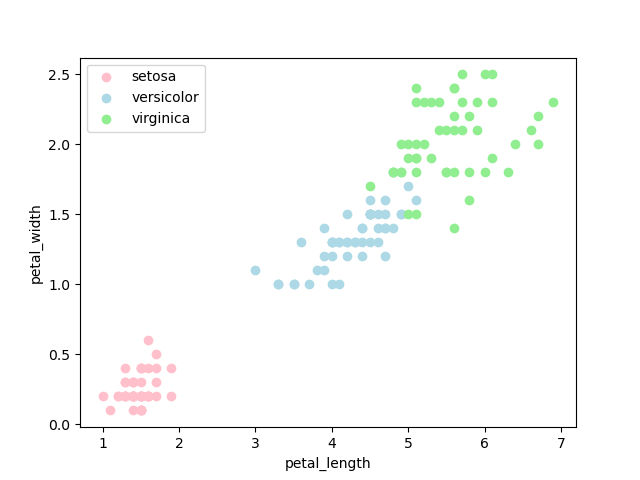 setosa
versicolor
virginica
2.5
2.0
1.5
1.0
0.5
0.0
petal_width
1 2 3 4 5 6 7
petal_length